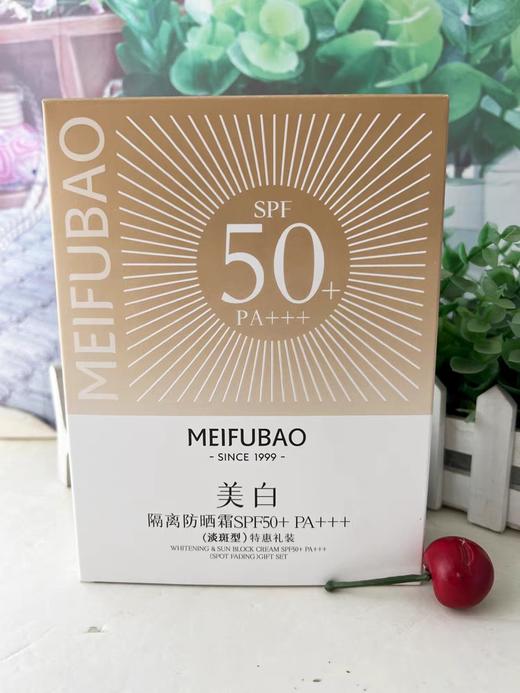 MEIFUBAO
SPF
50+
PA+++
MEIFUBAO
- SINCE 1999 -
美白
隔离防晒霜SPF50+ PA+++
(淡斑型) 特惠礼装
WHITENING & SUN BLOCK CREAM SPF50+ PA+++
(SPOT FADING)GIFT SET